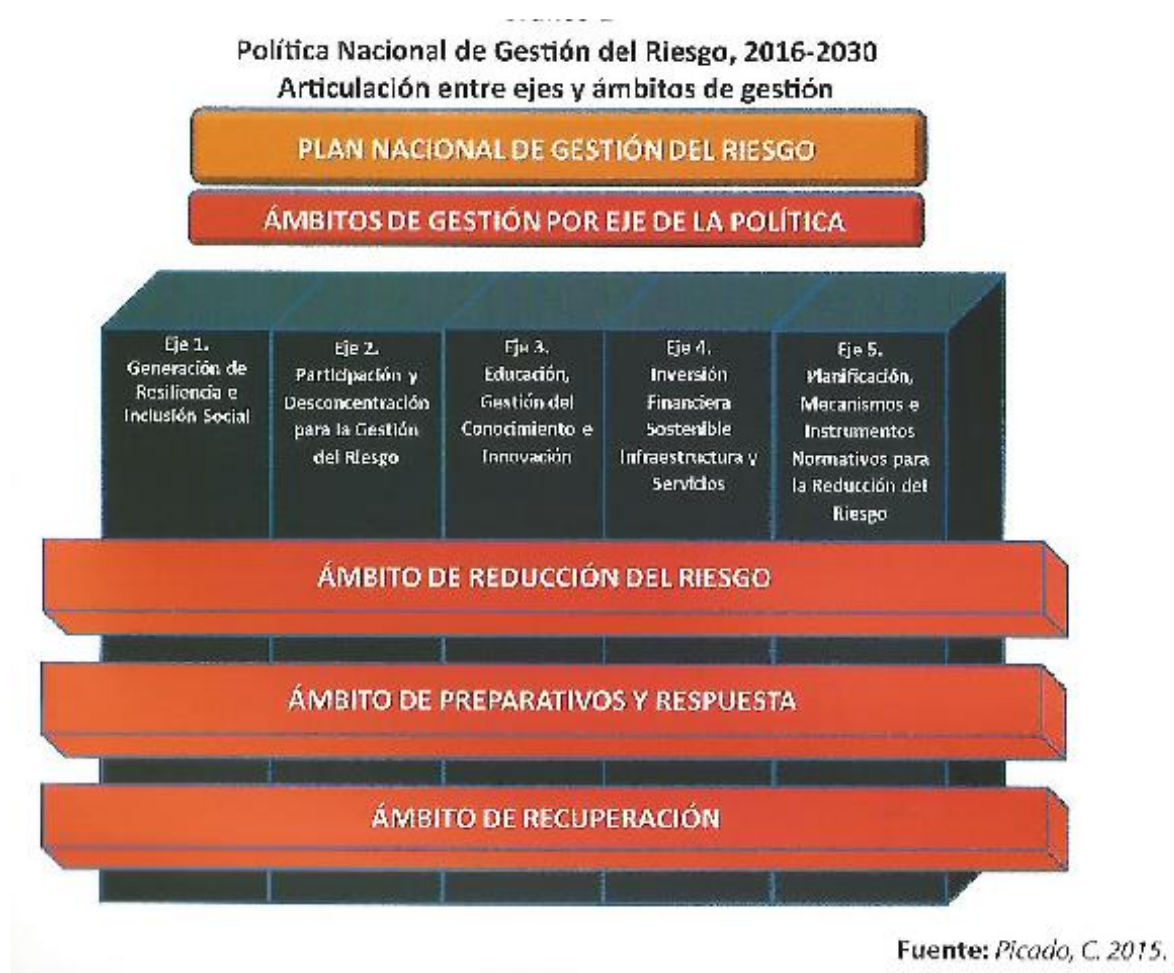 Política Nacional de Gestión del Riesgo, 2016-2030
Articulación entre ejes y ámbitos de gestión
PLAN NACIONAL DE GESTIÓN DEL RIESGO
ÁMBITOS DE GESTIÓN POR EJE DE LA POLÍTICA
Eje 1.
Generación de
Resiliencia e
Inclusión Social
Eje 2.
Participación y
Desconcentración
para la Gestión
del Riesgo
Eje 3.
Educación,
Gestión del
Conocimiento e
Innovación
Eje 4.
Inversión
Financiera
Sostenible
Infraestructura y
Servicios
Eje 5.
Planificación,
Mecanismos e
Instrumentos
Normativos para
la Reducción del
Riesgo
ÁMBITO DE REDUCCIÓN DEL RIESGO
ÁMBITO DE PREPARATIVOS Y RESPUESTA
ÁMBITO DE RECUPERACIÓN
Fuente: Picado, C. 2015.